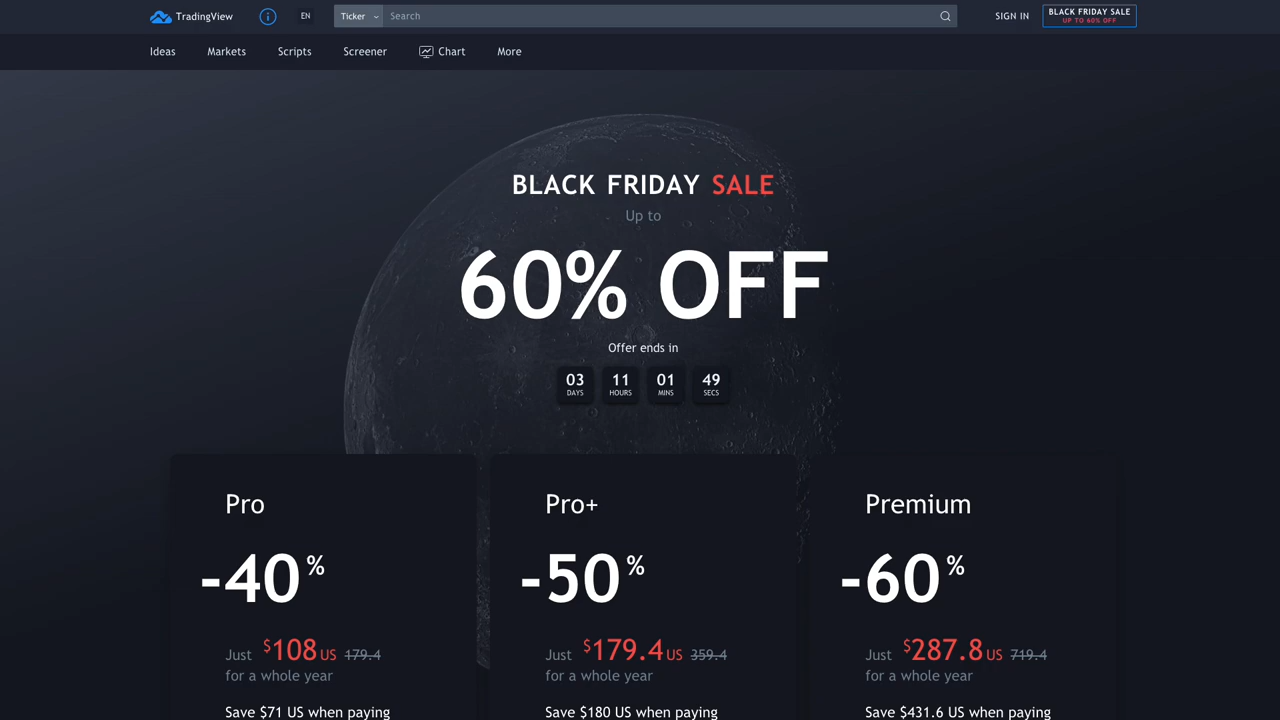 TradingView
EN
Ticker
Search
SIGN IN
BLACK FRIDAY SALE
UP TO 60% OFF
Ideas
Markets
Scripts
Screener
Chart
More
BLACK FRIDAY SALE
Up to
60% OFF
Offer ends in
03 11 01 49
DAYS HOURS MINS SECS
Pro
-40%
Just $108 US 179.4
for a whole year
Save $71 US when paying
Pro+
-50%
Just $179.4 US 359.4
for a whole year
Save $180 US when paying
Premium
-60%
Just $287.8 US 719.4
for a whole year
Save $431.6 US when paying